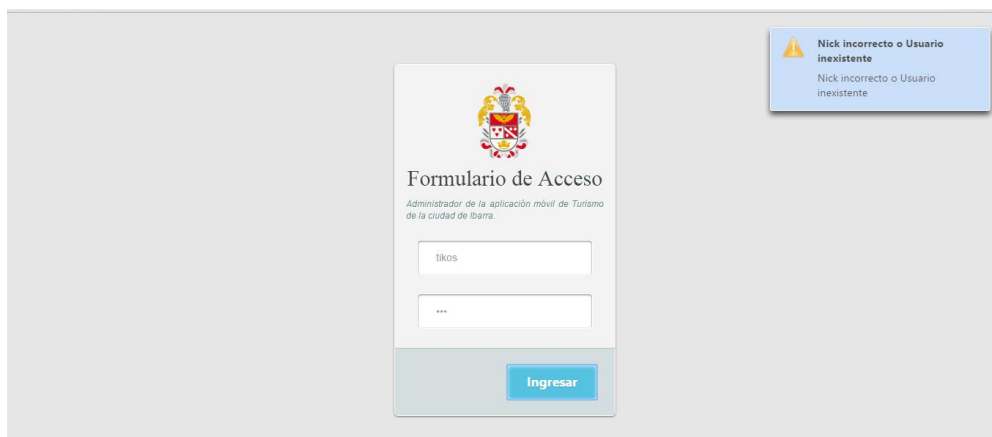 Nick incorrecto o Usuario
inexistente
Nick incorrecto o Usuario
inexistente
Formulario de Acceso
Administrador de la aplicación móvil de Turismo
de la ciudad de Ibarra.
tikos
***
Ingresar